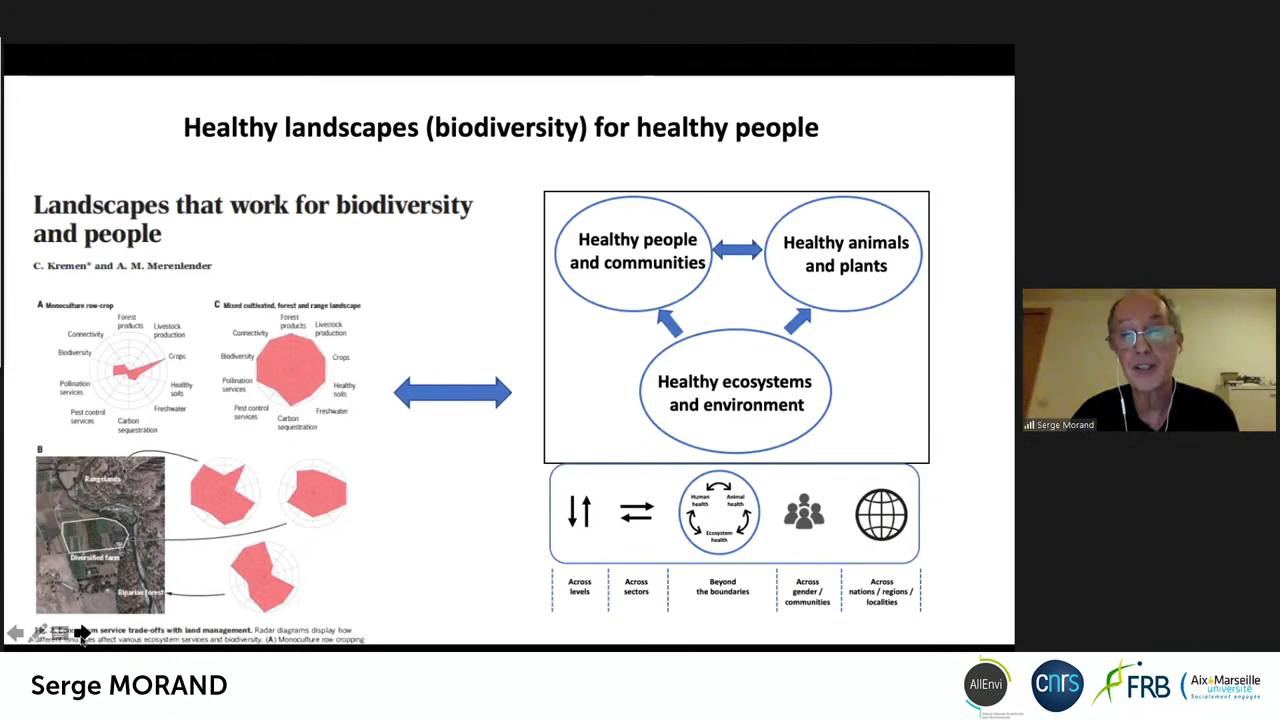 Healthy landscapes (biodiversity) for healthy people
Landscapes that work for biodiversity
and people
C. Kremen* and A. M. Merenlender
A Monoculture row-crop
Forest
products
Livestock
production
Crops
Healthy
soils
Freshwater
Carbon
sequestration
Pest control
services
Pollination
services
Biodiversity
Connectivity
C Mixed cultivated, forest and range landscape
Forest
products
Livestock
production
Crops
Healthy
soils
Freshwater
Carbon
sequestration
Pest control
services
Pollination
services
Biodiversity
Connectivity
B
Rangelands
Diversified farm
Riparian forest
service trade-offs with land management. Radar diagrams display how
affect various ecosystem services and biodiversity. (A) Monoculture row cropping
Healthy people
and communities
Healthy animals
and plants
Healthy ecosystems
and environment
Human
health
Animal
health
Ecosystem
health
Across
levels
Across
sectors
Beyond
the boundaries
Across
gender /
communities
Across
nations / regions /
localities
Serge Morand
Serge MORAND
AllEnvi
cnrs
FRB
Aix+Marseille
université
Socialement engagée